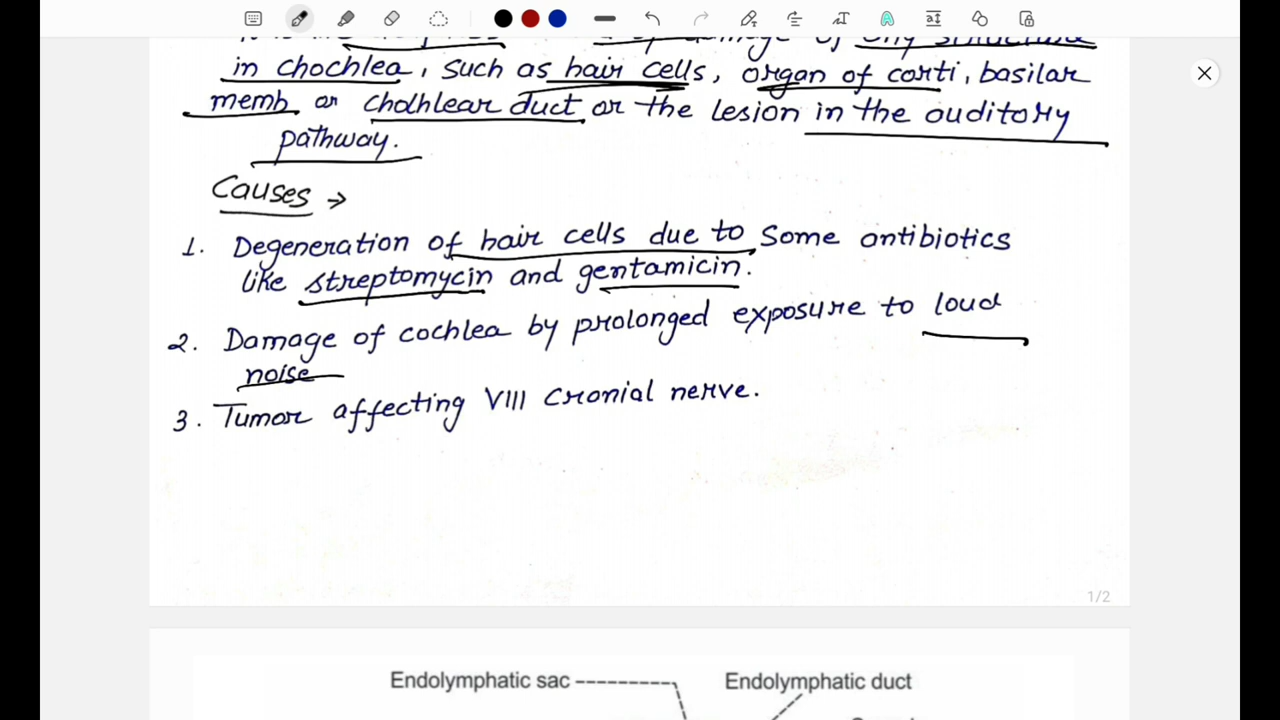 in chochlea, such as hair cells, organ of corti, basilar
memb or cholhlear duct or the lesion in the auditory
pathway.
Causes →
1. Degeneration of hair cells due to some antibiotics
like streptomycin and gentamicin.
2. Damage of cochlea by prolonged exposure to loud
noise
3. Tumor affecting VIII cranial nerve.
1/2
Endolymphatic sac
Endolymphatic duct